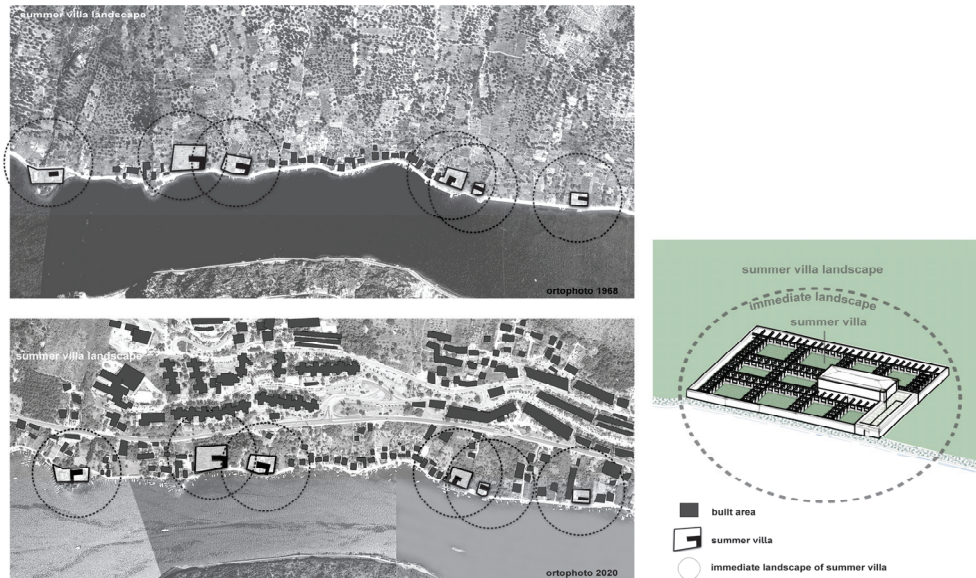 summer villa landscape
ortophoto 1968
summer villa landscape
ortophoto 2020
summer villa landscape
immediate landscape
summer villa
built area
summer villa
immediate landscape of summer villa